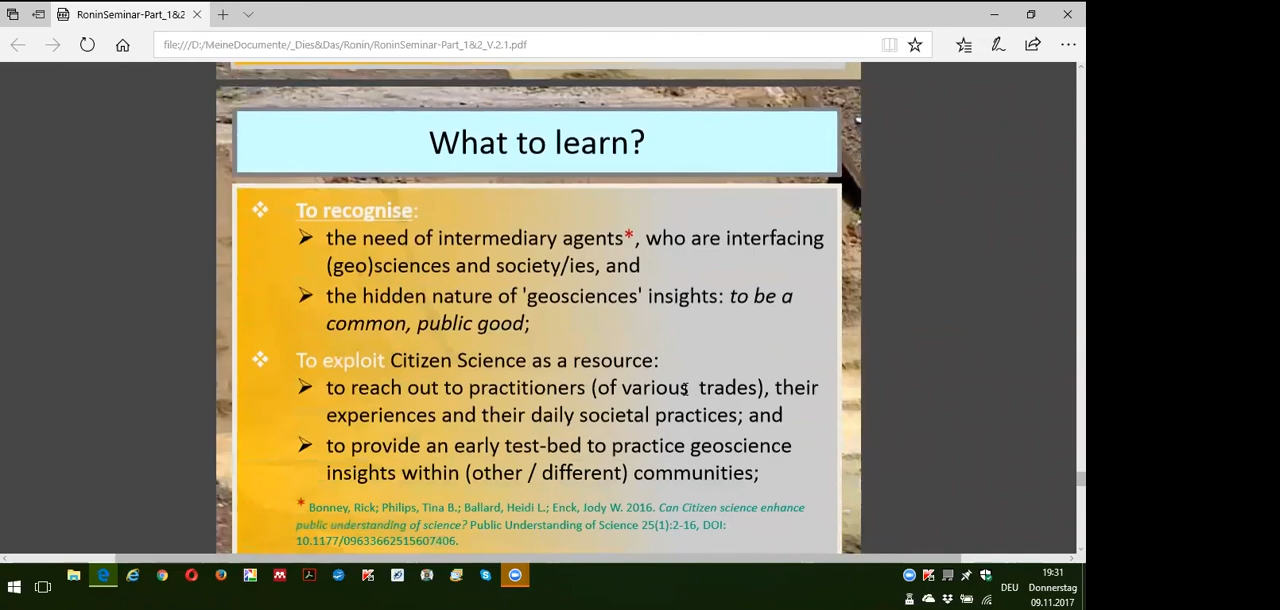 RoninSeminar-Part_1&2
file:///D:/MeineDocumente/_Dies&Das/Ronin/RoninSeminar-Part_1&2_V.2.1.pdf
What to learn?
To recognise:
the need of intermediary agents*, who are interfacing
(geo)sciences and society/ies, and
the hidden nature of 'geosciences' insights: to be a
common, public good;
To exploit Citizen Science as a resource:
to reach out to practitioners (of various trades), their
experiences and their daily societal practices; and
to provide an early test-bed to practice geoscience
insights within (other / different) communities;
* Bonney, Rick; Philips, Tina B.; Ballard, Heidi L.; Enck, Jody W. 2016. Can Citizen science enhance
public understanding of science? Public Understanding of Science 25(1):2-16, DOI:
10.1177/09633662515607406.
19:31
DEU Donnerstag
09.11.2017